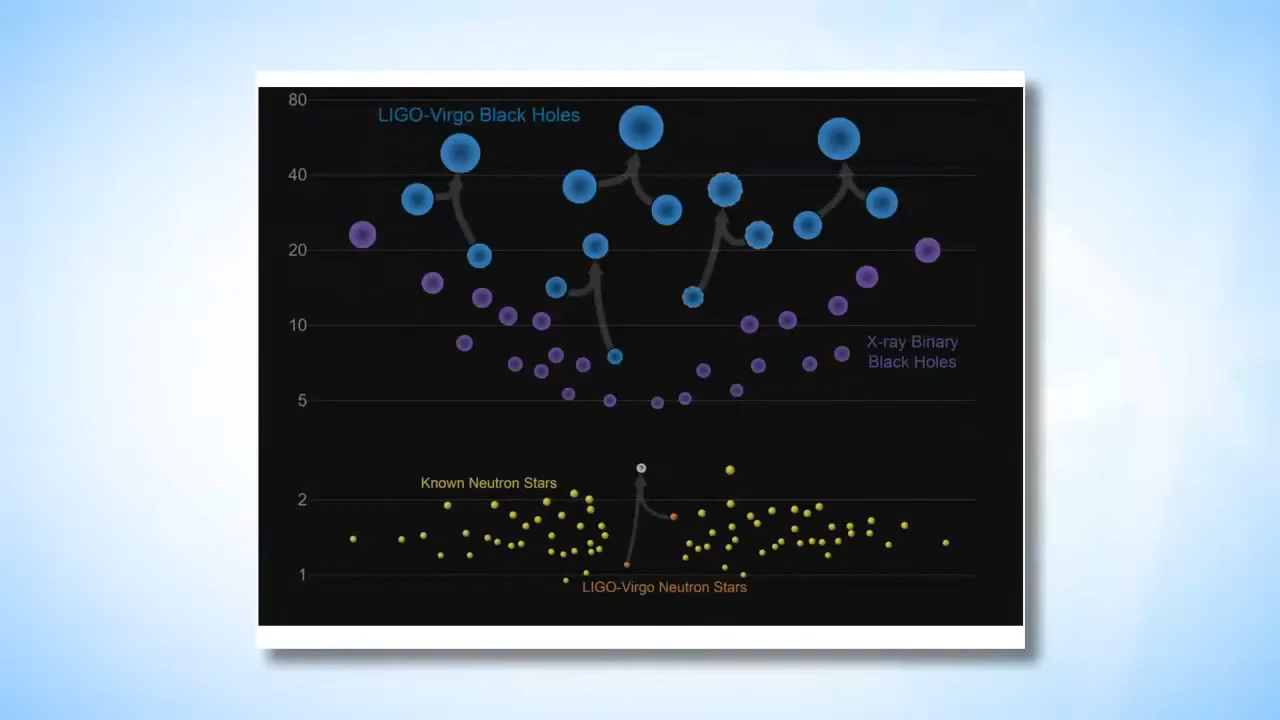 80
LIGO-Virgo Black Holes
40
20
10
X-ray Binary
Black Holes
5
?
Known Neutron Stars
2
1
LIGO-Virgo Neutron Stars